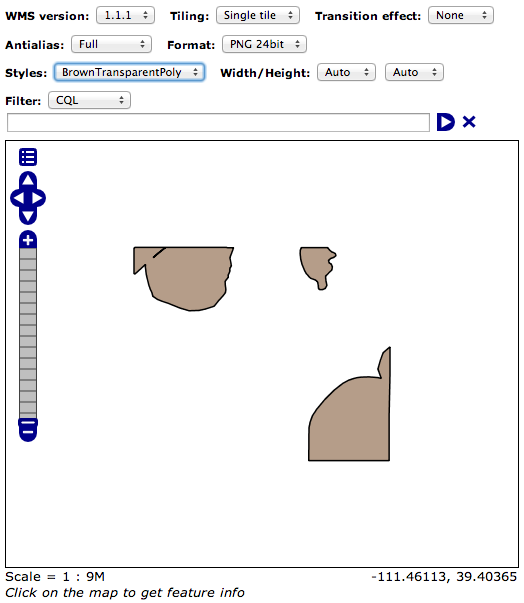 WMS version: 1.1.1 Tiling: Single tile Transition effect: None
Antialias: Full Format: PNG 24bit
Styles: BrownTransparentPoly Width/Height: Auto Auto
Filter: CQL
Scale = 1 : 9M -111.46113, 39.40365
Click on the map to get feature info